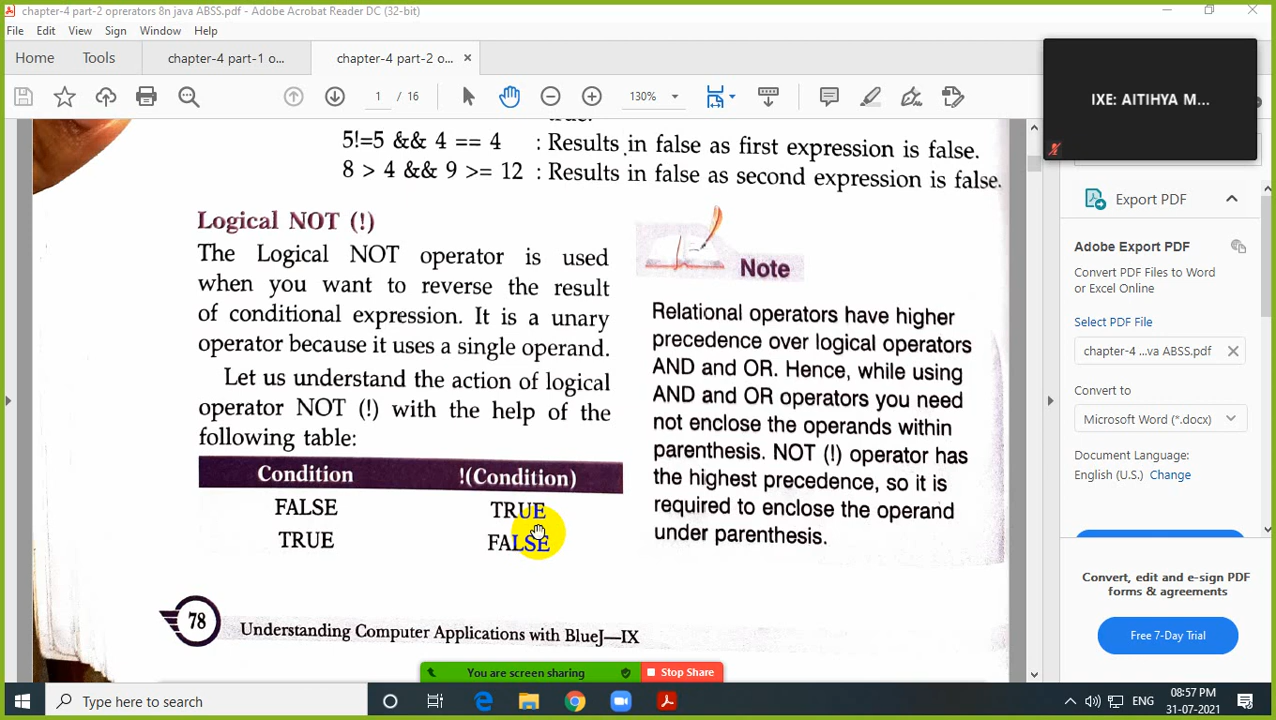 chapter-4 part-2 oprerators 8n java ABSS.pdf - Adobe Acrobat Reader DC (32-bit)
File Edit View Sign Window Help
Home Tools chapter-4 part-1 o... chapter-4 part-2 o...
1 / 16 130%
IXE: AITIHYA M...
true.
5!=5 && 4 == 4 : Results in false as first expression is false.
8 > 4 && 9 >= 12 : Results in false as second expression is false.
Logical NOT (!)
The Logical NOT operator is used
when you want to reverse the result
of conditional expression. It is a unary
operator because it uses a single operand.
Let us understand the action of logical
operator NOT (!) with the help of the
following table:
Condition !(Condition)
FALSE TRUE
TRUE FALSE
Note
Relational operators have higher
precedence over logical operators
AND and OR. Hence, while using
AND and OR operators you need
not enclose the operands within
parenthesis. NOT (!) operator has
the highest precedence, so it is
required to enclose the operand
under parenthesis.
78
Understanding Computer Applications with BlueJ—IX
Export PDF
Adobe Export PDF
Convert PDF Files to Word
or Excel Online
Select PDF File
chapter-4 ...va ABSS.pdf
Convert to
Microsoft Word (*.docx)
Document Language:
English (U.S.) Change
Convert, edit and e-sign PDF
forms & agreements
Free 7-Day Trial
You are screen sharing Stop Share
Type here to search
ENG
08:57 PM
31-07-2021